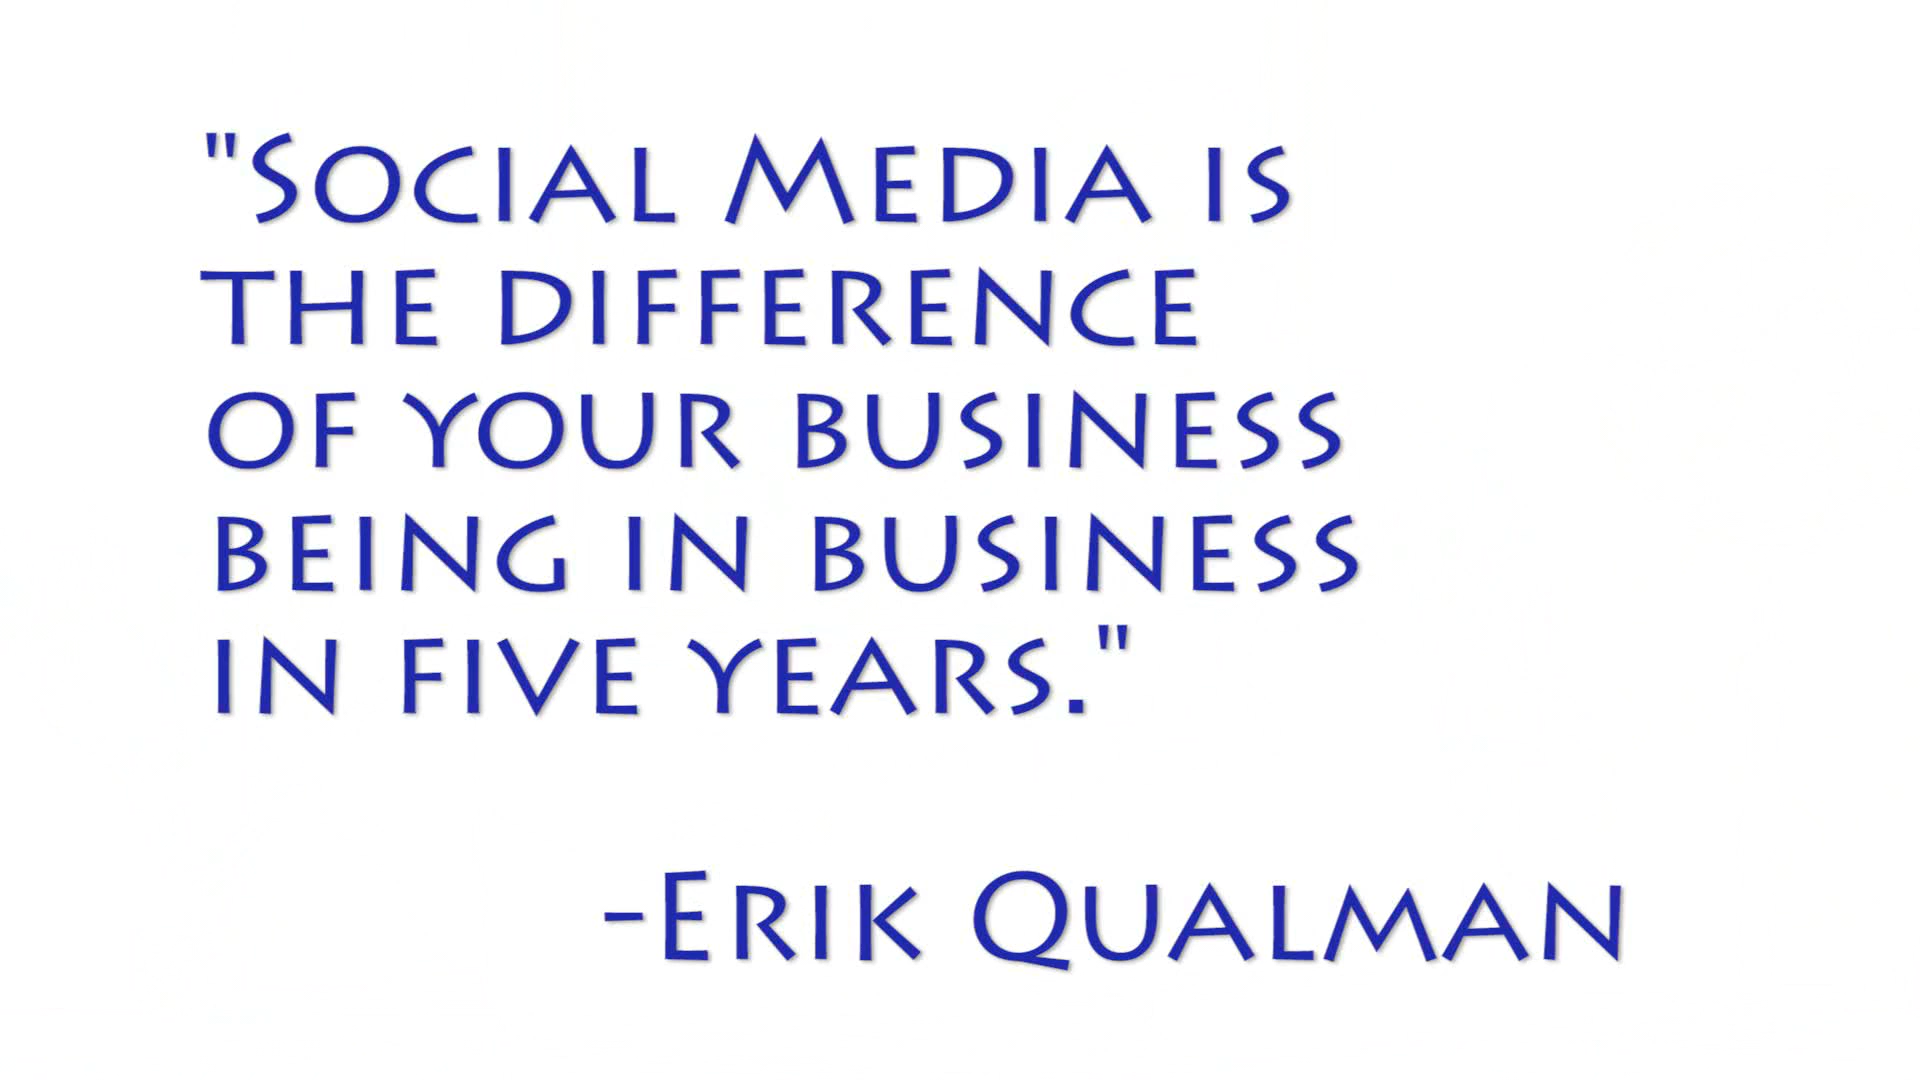 "Social Media is
the difference
of your business
being in business
in five years."
-Erik Qualman